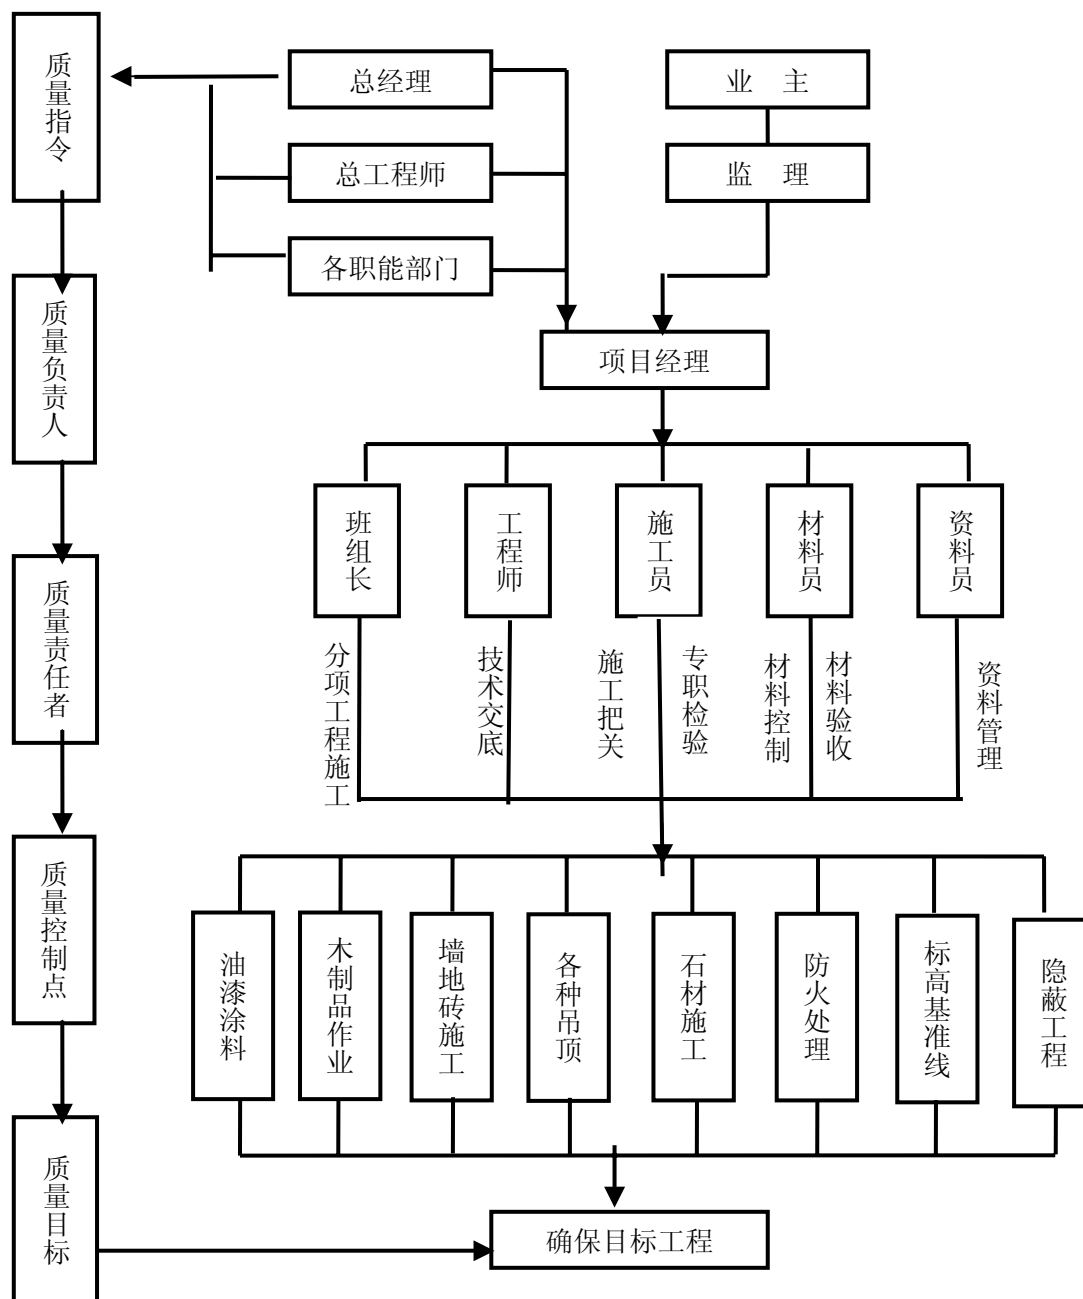 质量指令
总经理
业 主
总工程师
监 理
各职能部门
质量负责人
项目经理
班组长
工程师
施工员
材料员
资料员
质量责任者
分项工程施工
技术交底
施工把关
专职检验
材料控制
材料验收
资料管理
质量控制点
油漆涂料
木制品作业
墙地砖施工
各种吊顶
石材施工
防火处理
标高基准线
隐蔽工程
质量目标
确保目标工程